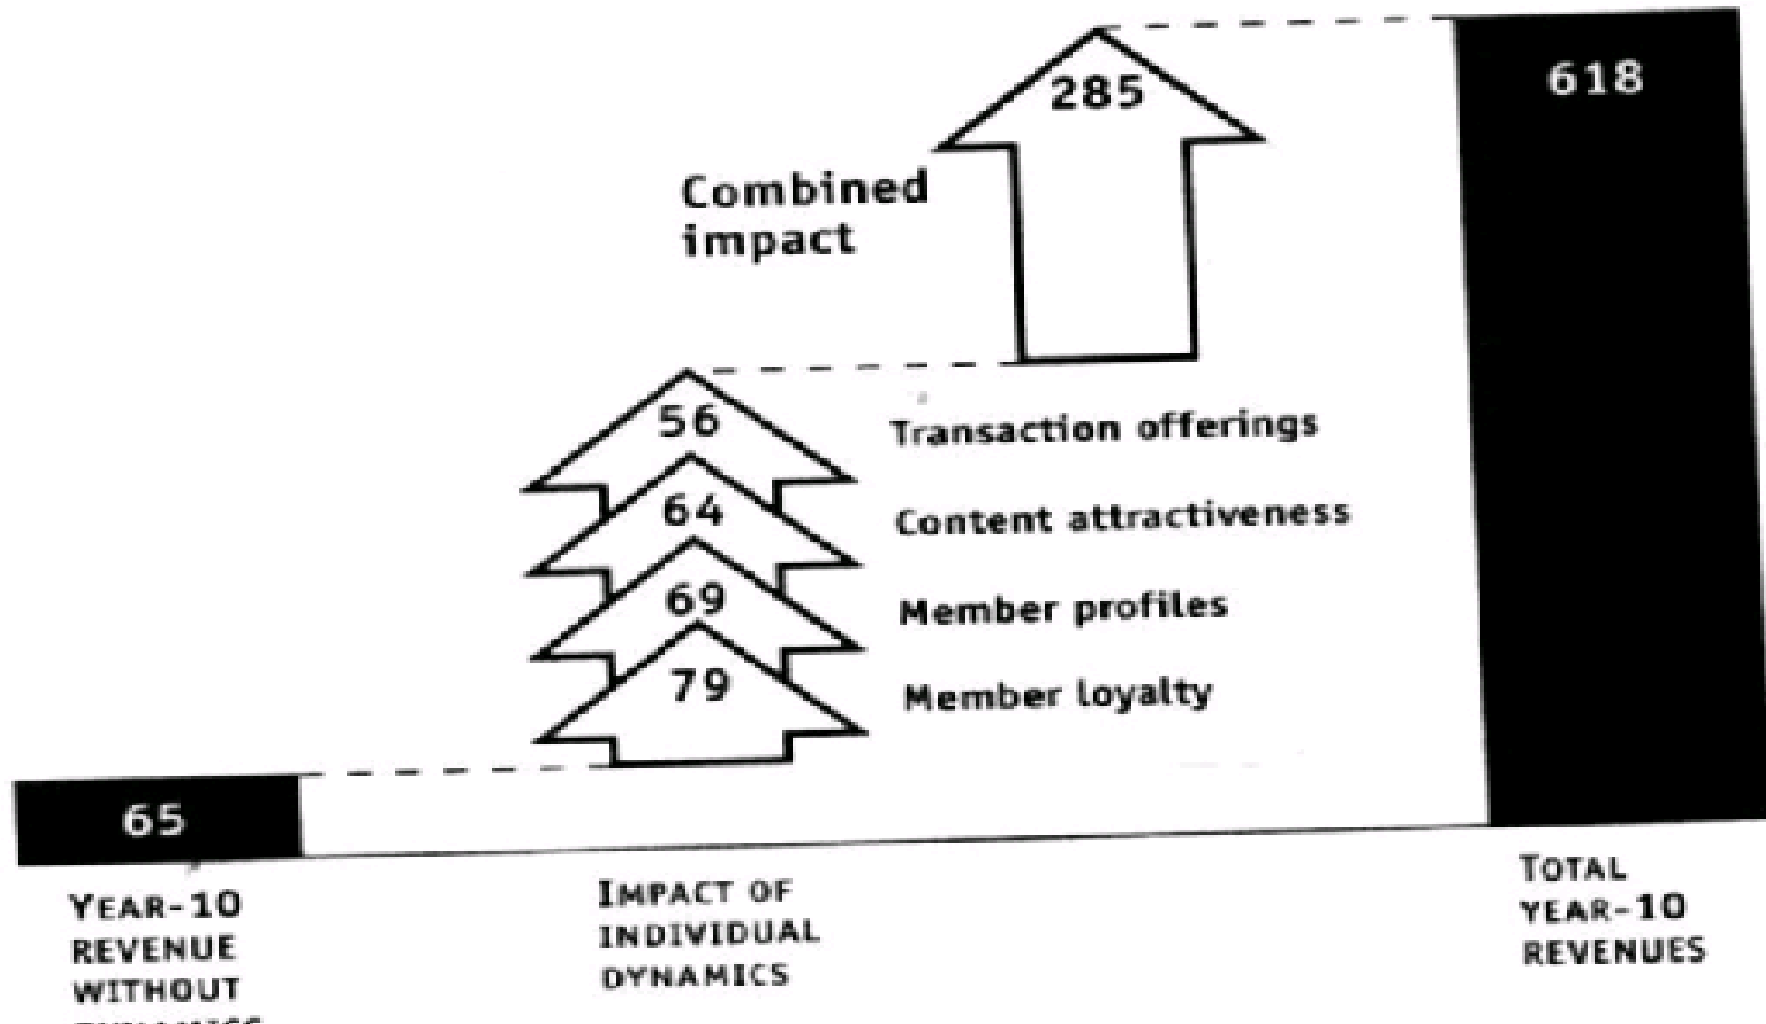 618
285
Combined
impact
56
Transaction offerings
64
Content attractiveness
69
Member profiles
79
Member loyalty
65
YEAR-10
REVENUE
WITHOUT
IMPACT OF
INDIVIDUAL
DYNAMICS
TOTAL
YEAR-10
REVENUES